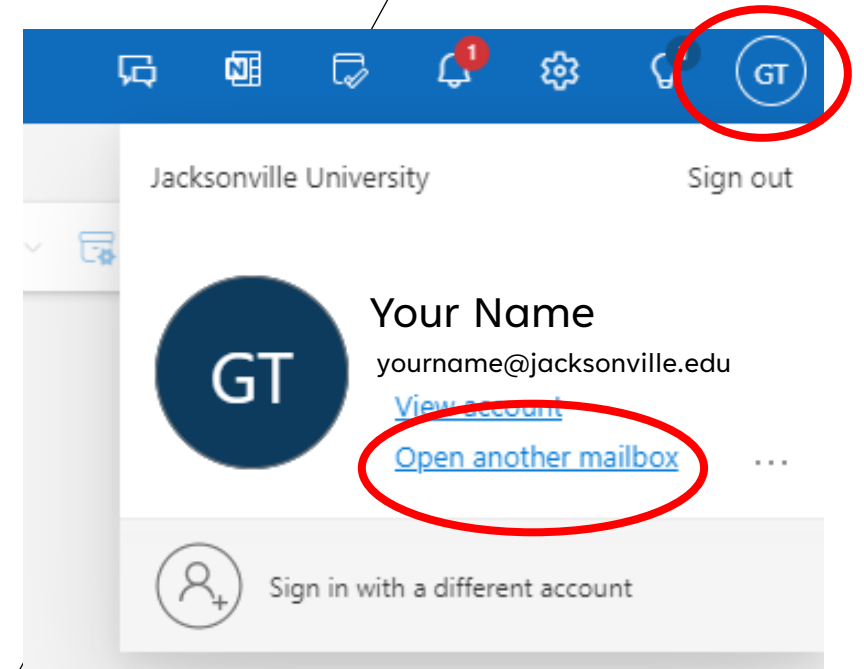 1
GT
Jacksonville University Sign out
GT
Your Name
yourname@jacksonville.edu
View account
Open another mailbox
...
Sign in with a different account